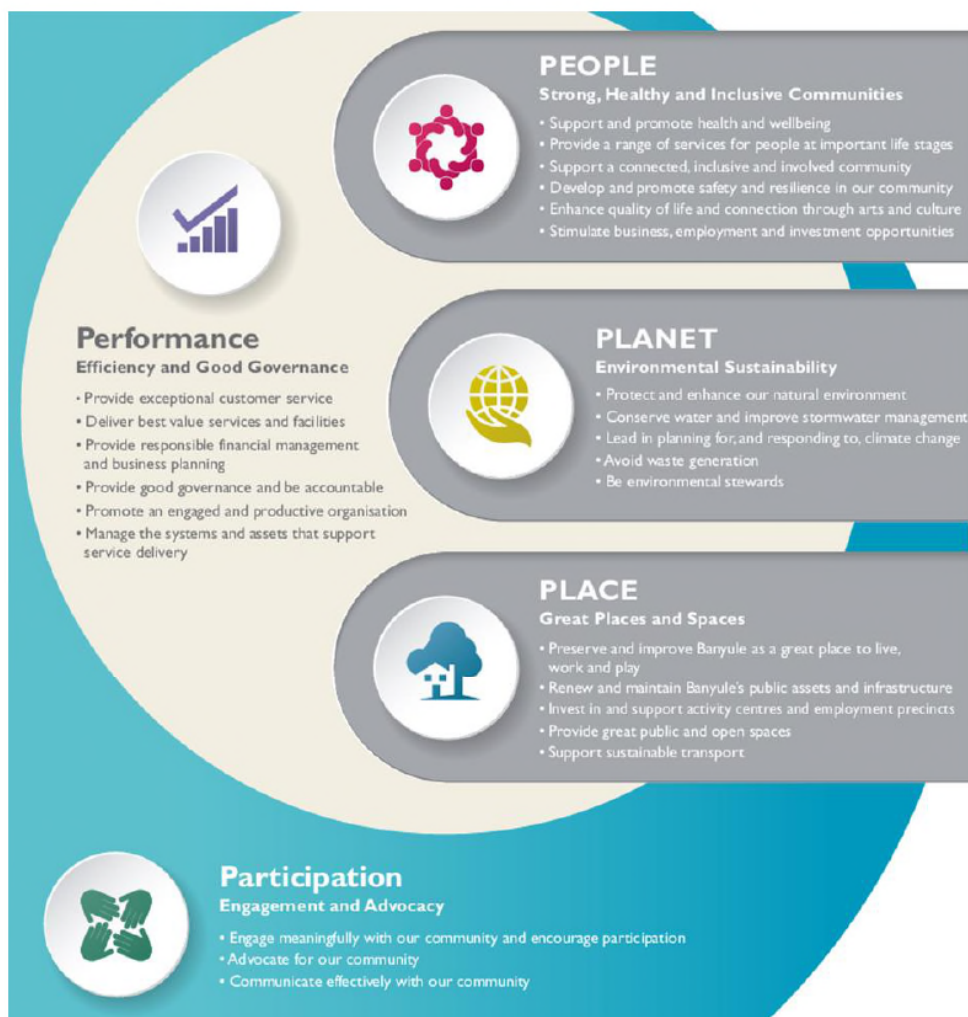 PEOPLE
Strong, Healthy and Inclusive Communities
• Support and promote health and wellbeing
• Provide a range of services for people at important life stages
• Support a connected, inclusive and involved community
• Develop and promote safety and resilience in our community
• Enhance quality of life and connection through arts and culture
• Stimulate business, employment and investment opportunities
Performance
Efficiency and Good Governance
• Provide exceptional customer service
• Deliver best value services and facilities
• Provide responsible financial management
and business planning
• Provide good governance and be accountable
• Promote an engaged and productive organisation
• Manage the systems and assets that support
service delivery
PLANET
Environmental Sustainability
• Protect and enhance our natural environment
• Conserve water and improve stormwater management
• Lead in planning for, and responding to, climate change
• Avoid waste generation
• Be environmental stewards
PLACE
Great Places and Spaces
• Preserve and improve Banyule as a great place to live,
work and play
• Renew and maintain Banyule's public assets and infrastructure
• Invest in and support activity centres and employment precincts
• Provide great public and open spaces
• Support sustainable transport
Participation
Engagement and Advocacy
• Engage meaningfully with our community and encourage participation
• Advocate for our community
• Communicate effectively with our community